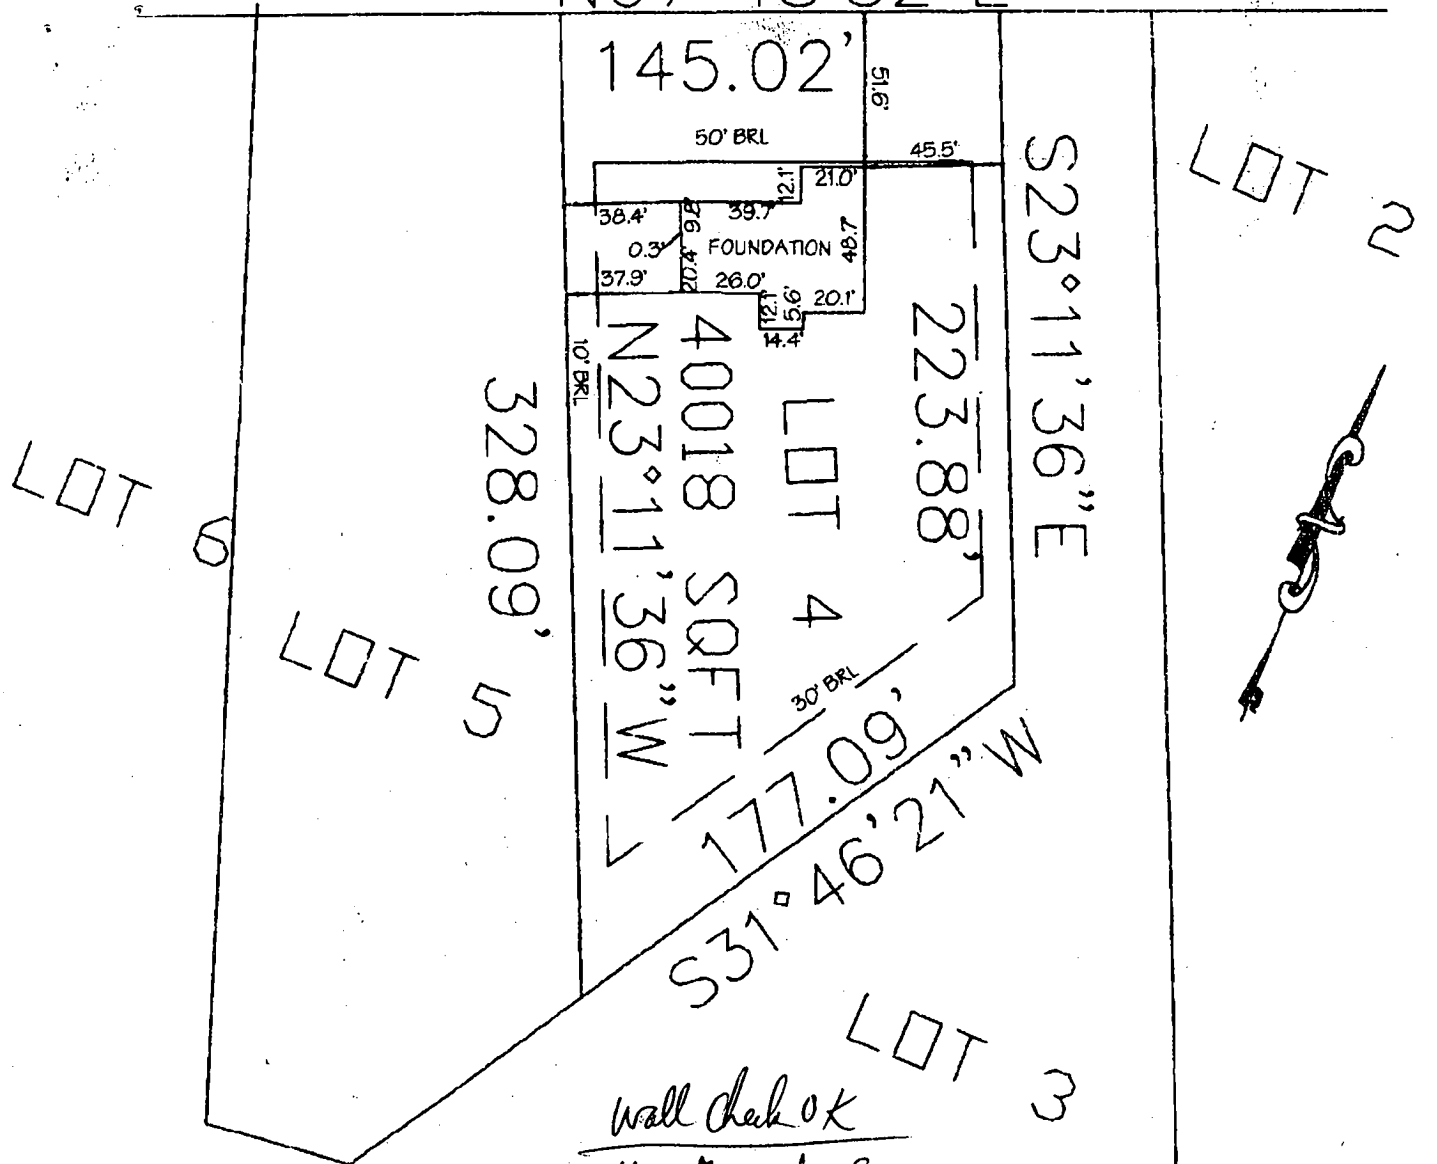 145.02'
51.6'
50' BRL
45.5'
12.1'
21.0'
38.4'
9.8'
39.7'
0.3'
FOUNDATION
48.7'
37.9'
20.4'
26.0'
12.1'
5.6'
20.1'
14.4'
10' BRL
S23°11'36"E
223.88'
LOT 4
40018 SQFT
N23°11'36"W
328.09'
30' BRL
177.09'
S31°46'21"W
LOT 2
LOT 6
LOT 5
LOT 3
wall check OK